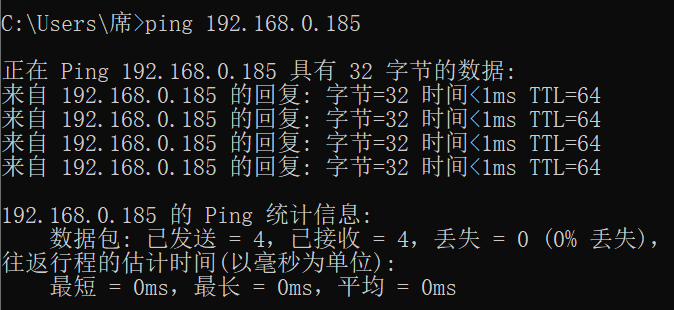 C:\Users\席>ping 192.168.0.185
正在 Ping 192.168.0.185 具有 32 字节的数据:
来自 192.168.0.185 的回复: 字节=32 时间<1ms TTL=64
来自 192.168.0.185 的回复: 字节=32 时间<1ms TTL=64
来自 192.168.0.185 的回复: 字节=32 时间<1ms TTL=64
来自 192.168.0.185 的回复: 字节=32 时间<1ms TTL=64
192.168.0.185 的 Ping 统计信息:
数据包: 已发送 = 4，已接收 = 4，丢失 = 0 (0% 丢失)，
往返行程的估计时间(以毫秒为单位):
最短 = 0ms，最长 = 0ms，平均 = 0ms